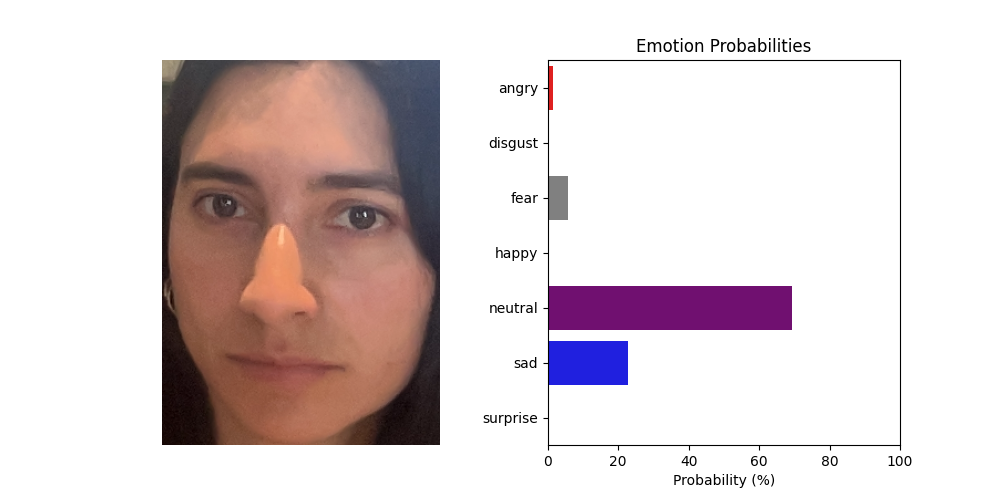 Emotion Probabilities
angry
disgust
fear
happy
neutral
sad
surprise
0 20 40 60 80 100
Probability (%)